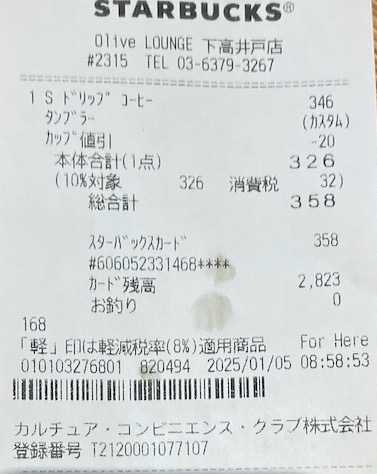 STARBUCKS®
Olive LOUNGE 下高井戸店
#2315 TEL 03-6379-3267
1 S ドリップ コーヒー 346
タンブラー (カスタム)
カップ値引 -20
本体合計(1点) 326
(10%対象 326 消費税 32)
総合計 358
スターバックスカード 358
#606052331468****
カード残高 2,823
お釣り 0
168
「軽」印は軽減税率(8%)適用商品 For Here
010103276801 820494 2025/01/05 08:58:53
カルチュア・コンビニエンス・クラブ株式会社
登録番号 T2120001077107